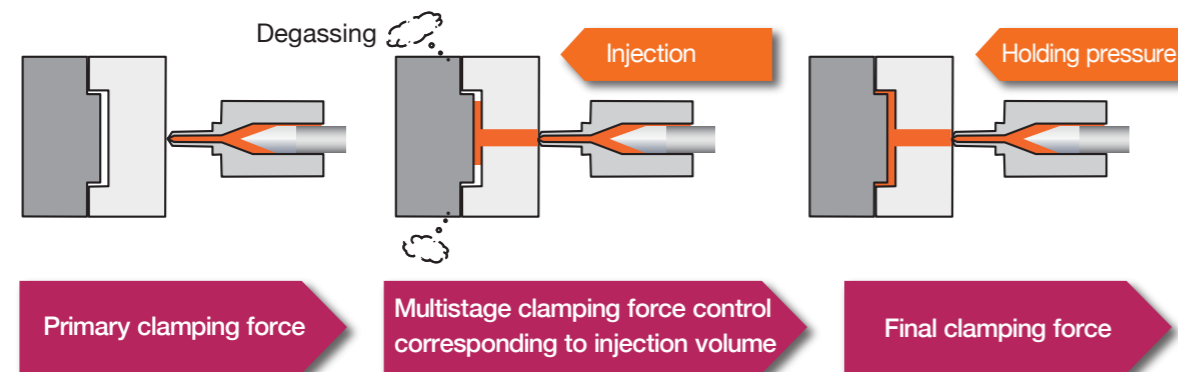 Degassing
Injection
Holding pressure
Primary clamping force
Multistage clamping force control
corresponding to injection volume
Final clamping force